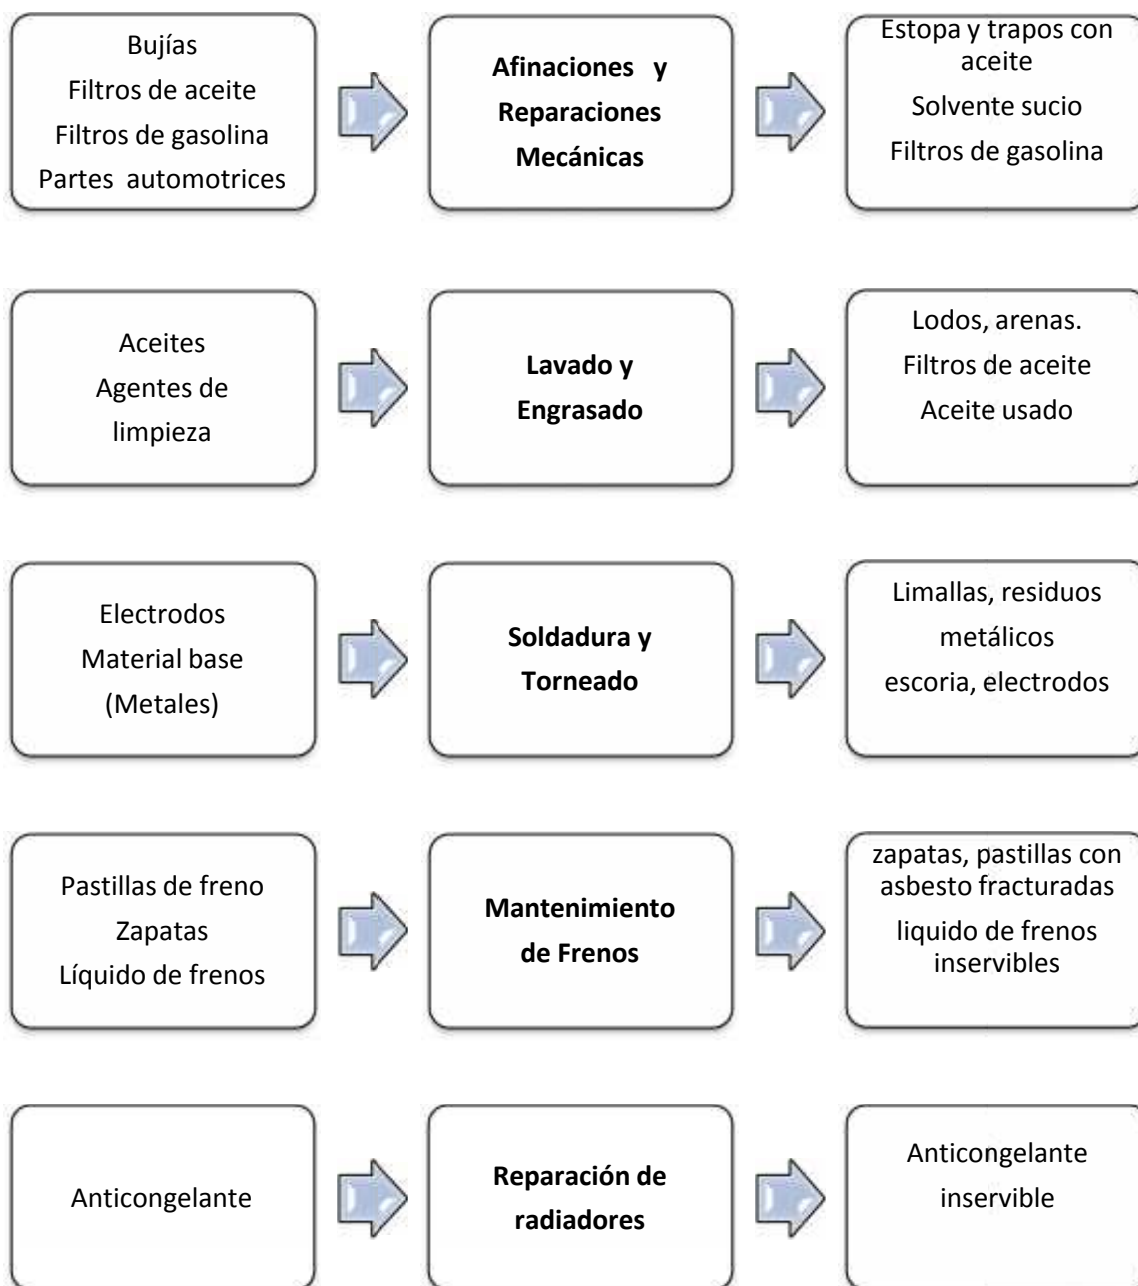 Bujías
Filtros de aceite
Filtros de gasolina
Partes automotrices
Afinaciones y
Reparaciones
Mecánicas
Estopa y trapos con
aceite
Solvente sucio
Filtros de gasolina
Aceites
Agentes de
limpieza
Lavado y
Engrasado
Lodos, arenas.
Filtros de aceite
Aceite usado
Electrodos
Material base
(Metales)
Soldadura y
Torneado
Limallas, residuos
metálicos
escoria, electrodos
Pastillas de freno
Zapatas
Líquido de frenos
Mantenimiento
de Frenos
zapatas, pastillas con
asbesto fracturadas
liquido de frenos
inservibles
Anticongelante
Reparación de
radiadores
Anticongelante
inservible